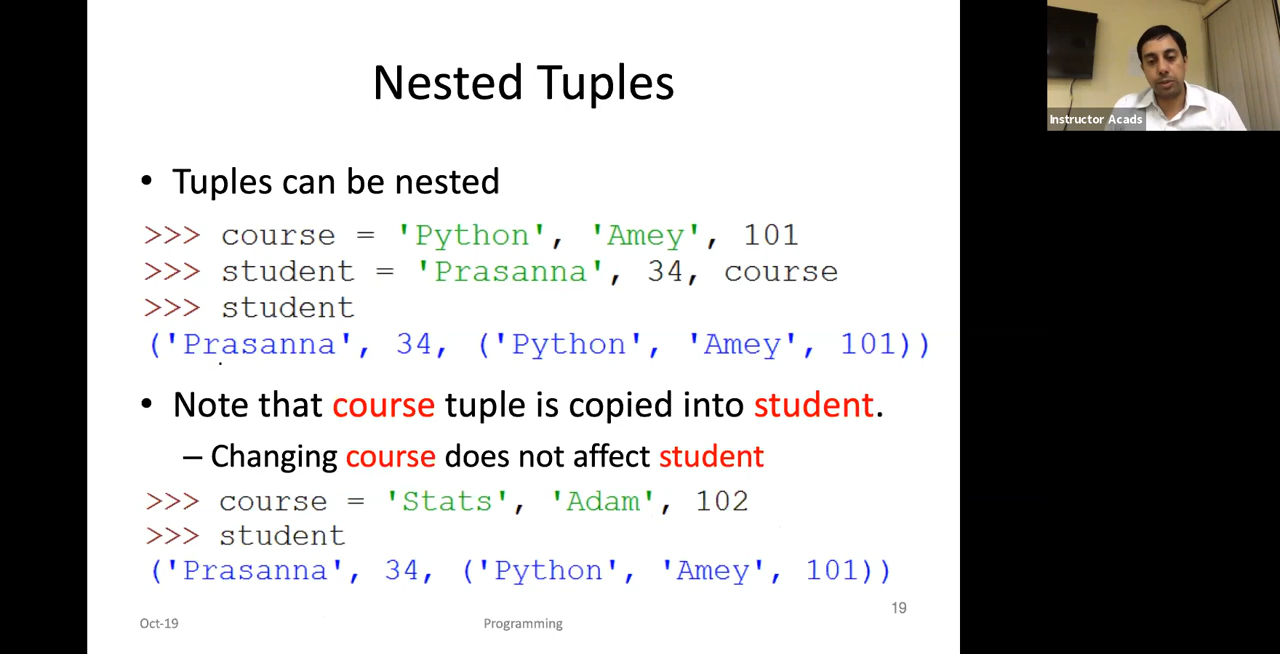 Nested Tuples
• Tuples can be nested
>>> course = 'Python', 'Amey', 101
>>> student = 'Prasanna', 34, course
>>> student
('Prasanna', 34, ('Python', 'Amey', 101))
• Note that course tuple is copied into student.
– Changing course does not affect student
>>> course = 'Stats', 'Adam', 102
>>> student
('Prasanna', 34, ('Python', 'Amey', 101))
Oct-19
Programming
19
Instructor Acads